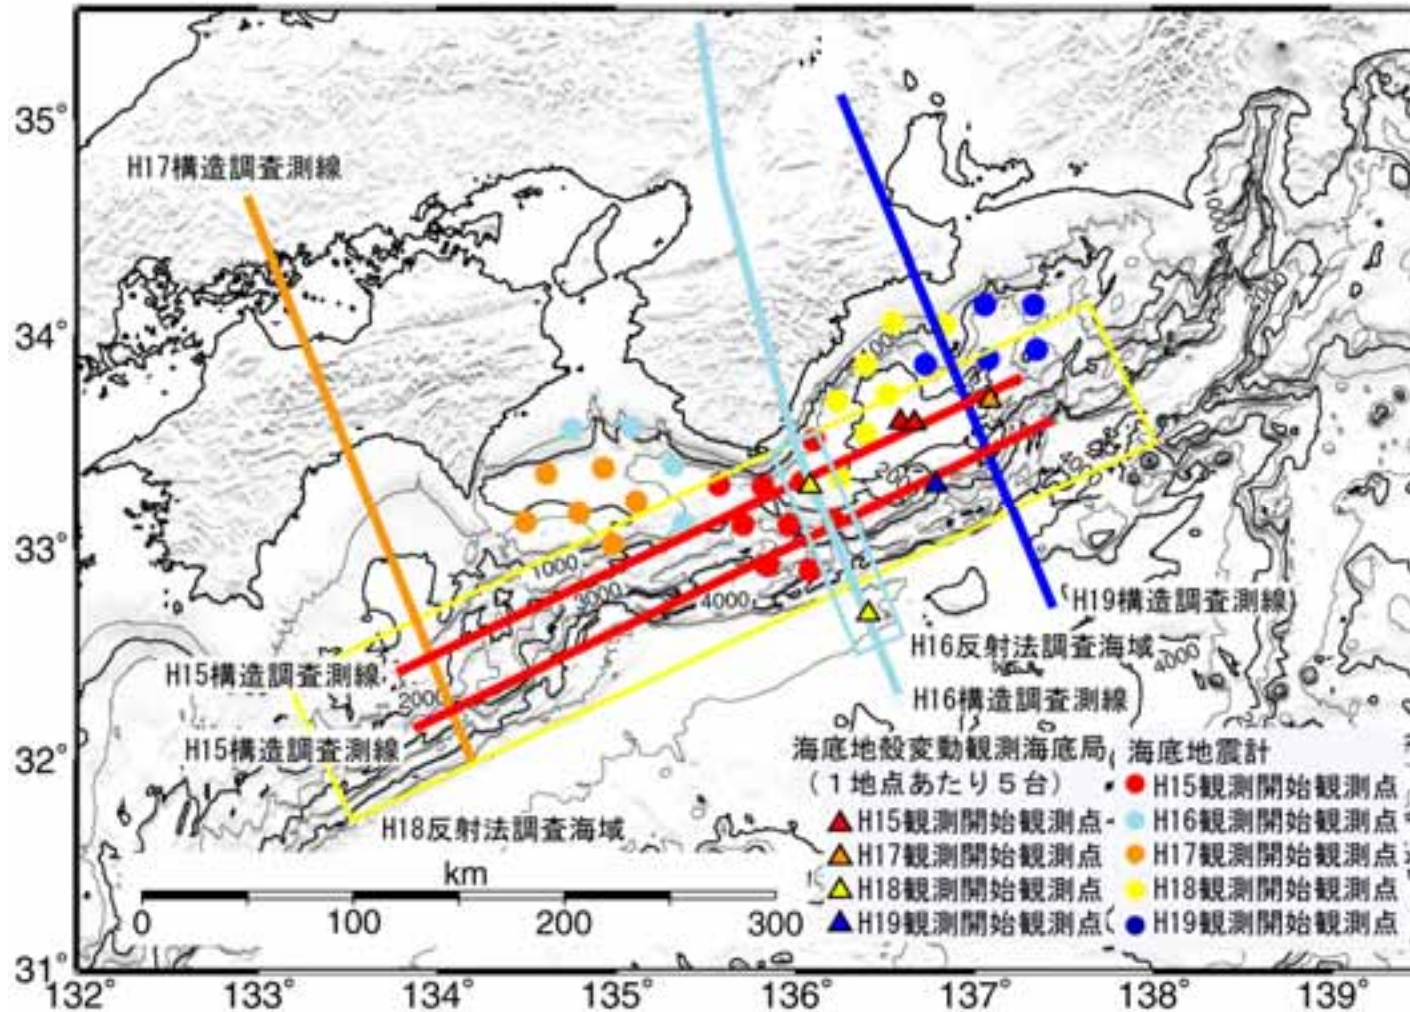 35°
H17構造調査測線
34°
33°
1000
3000
4000
H19構造調査測線
H16反射法調査海域
4000
H15構造調査測線
2000
H16構造調査測線
H15構造調査測線
32°
海底地殻変動観測海底局
(1地点あたり5台)
海底地震計
H15観測開始観測点
H16観測開始観測点
H17観測開始観測点
H18観測開始観測点
H19観測開始観測点
H15観測開始観測点
H17観測開始観測点
H18観測開始観測点
H19観測開始観測点
H18反射法調査海域
km
0 100 200 300
31°
132° 133° 134° 135° 136° 137° 138° 139°